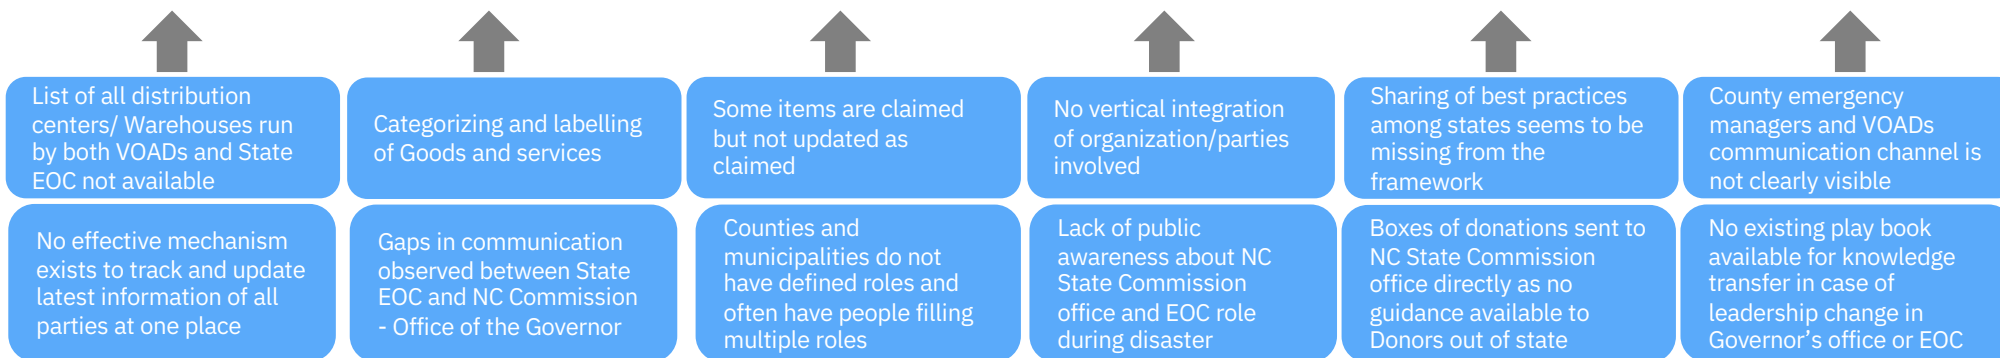 List of all distribution
centers/ Warehouses run
by both VOADs and State
EOC not available
Categorizing and labelling
of Goods and services
Some items are claimed
but not updated as
claimed
No vertical integration
of organization/parties
involved
Sharing of best practices
among states seems to be
missing from the
framework
County emergency
managers and VOADs
communication channel is
not clearly visible
No effective mechanism
exists to track and update
latest information of all
parties at one place
Gaps in communication
observed between State
EOC and NC Commission
- Office of the Governor
Counties and
municipalities do not
have defined roles and
often have people filling
multiple roles
Lack of public
awareness about NC
State Commission
office and EOC role
during disaster
Boxes of donations sent to
NC State Commission
office directly as no
guidance available to
Donors out of state
No existing play book
available for knowledge
transfer in case of
leadership change in
Governor’s office or EOC